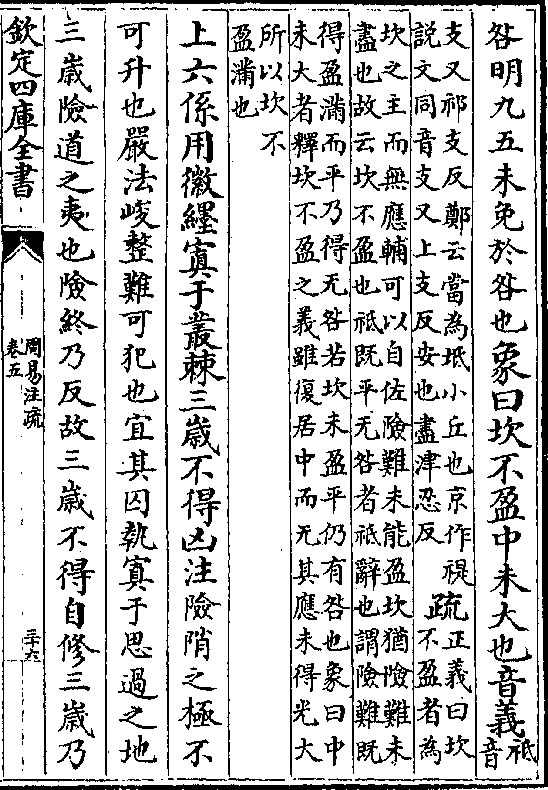 咎明九五未免於咎也象曰坎不盈中未大也音義祗
音
支又祁支反鄭云當為坻小丘也京作禔
說文同音支又上支反安也盡津忍反
疏
正義曰坎
不盈者為
坎之主而無應輔可以自佐險難未能盈坎猶險難未
盡也故云坎不盈也祗既平无咎者祗辭也謂險難既
得盈滿而平乃得无咎若坎未盈平仍有咎也象曰中
未大者釋坎不盈之義雖復居中而无其應未得光大
所以坎不
盈滿也
上六係用徽纆寘于叢棘三歲不得凶注險陗之極不
可升也嚴法峻整難可犯也宜其囚執寘于思過之地
三歲險道之夷也險終乃反故三歲不得自修三歲乃
欽定四庫全書
周易注疏
卷五
三十六